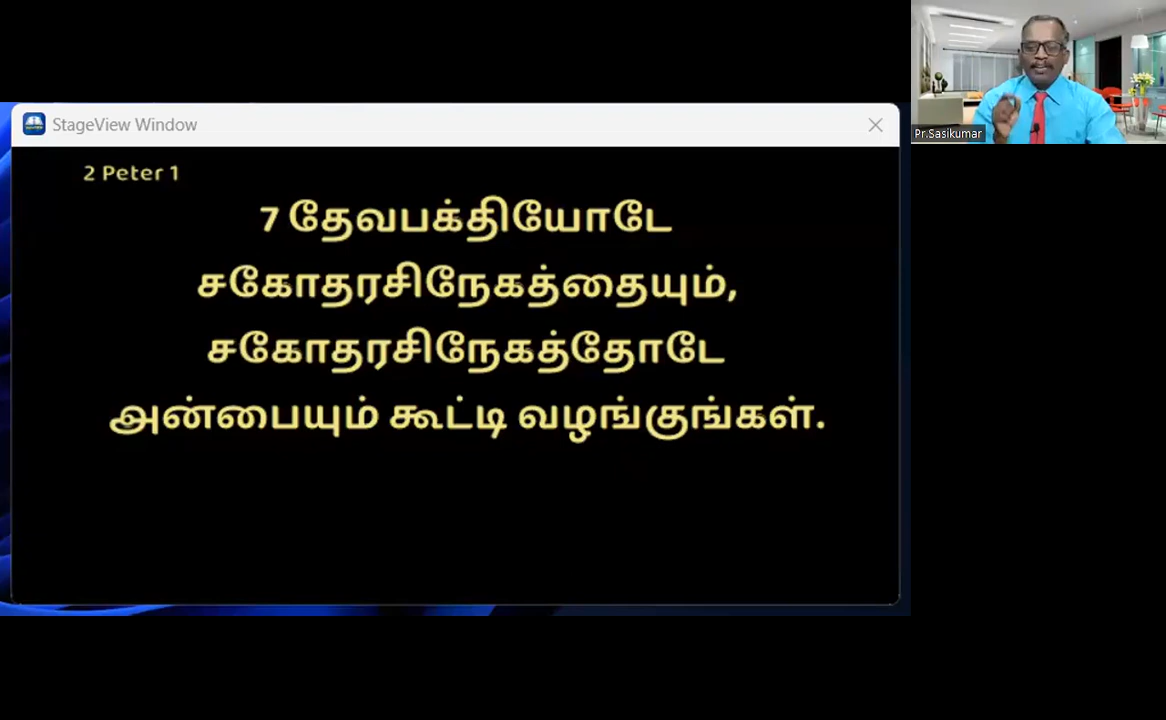 StageView Window
2 Peter 1
7 தேவபக்தியோடே
சகோதரசிநேகத்தையும்,
சகோதரசிநேகத்தோடே
அன்பையும் கூட்டி வழங்குங்கள்.
Pr.Sasikumar